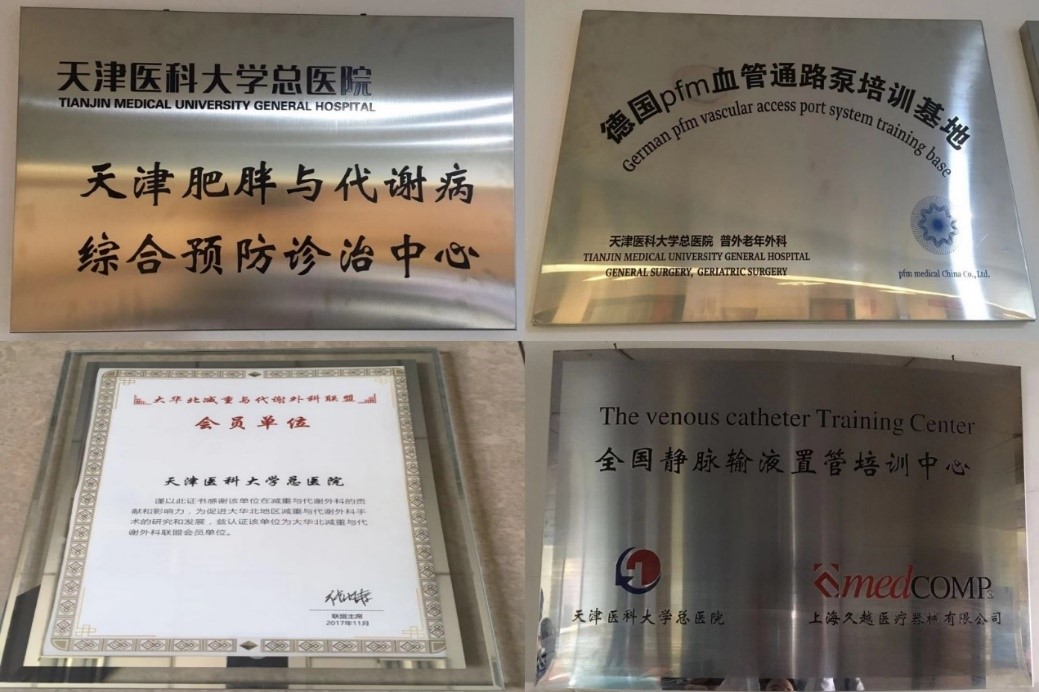 天津医科大学总医院
TIANJIN MEDICAL UNIVERSITY GENERAL HOSPITAL
天津肥胖与代谢病
综合预防诊治中心
德国pfm血管通路泵培训基地
German pfm vascular access port system training base
天津医科大学总医院 普外老年外科
TIANJIN MEDICAL UNIVERSITY GENERAL HOSPITAL
GENERAL SURGERY, GERIATRIC SURGERY
pfm medical China Co., Ltd.
大华北减重与代谢外科联盟
会员单位
天津医科大学总医院
谨以此证书感谢该单位在减重与代谢外科的贡
献和影响力，为促进大华北地区减重与代谢外科手
术的研究和发展，兹认证该单位为大华北减重与代
谢外科联盟会员单位。
联盟主席
2017年11月
The venous catheter Training Center
全国静脉输液置管培训中心
天津医科大学总医院
medCOMP
上海久越医疗器械有限公司